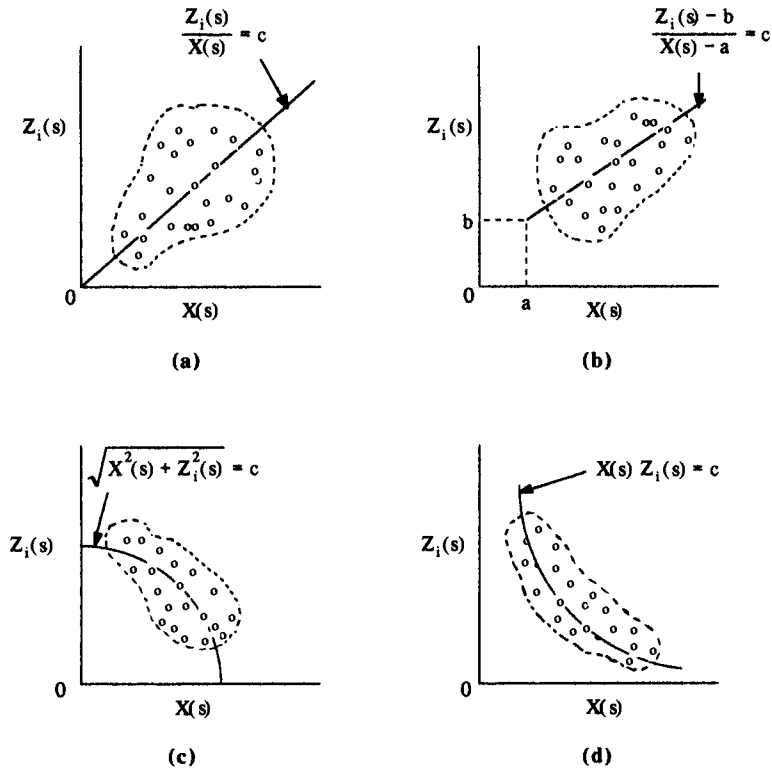 Z_i(s)
X(s) = c
Z_i(s)
0
X(s)
(a)
Z_i(s) – b
X(s) – a = c
Z_i(s)
b
0
a
X(s)
(b)
√X²(s) + Z_i²(s) = c
Z_i(s)
0
X(s)
(c)
X(s) Z_i(s) = c
Z_i(s)
0
X(s)
(d)